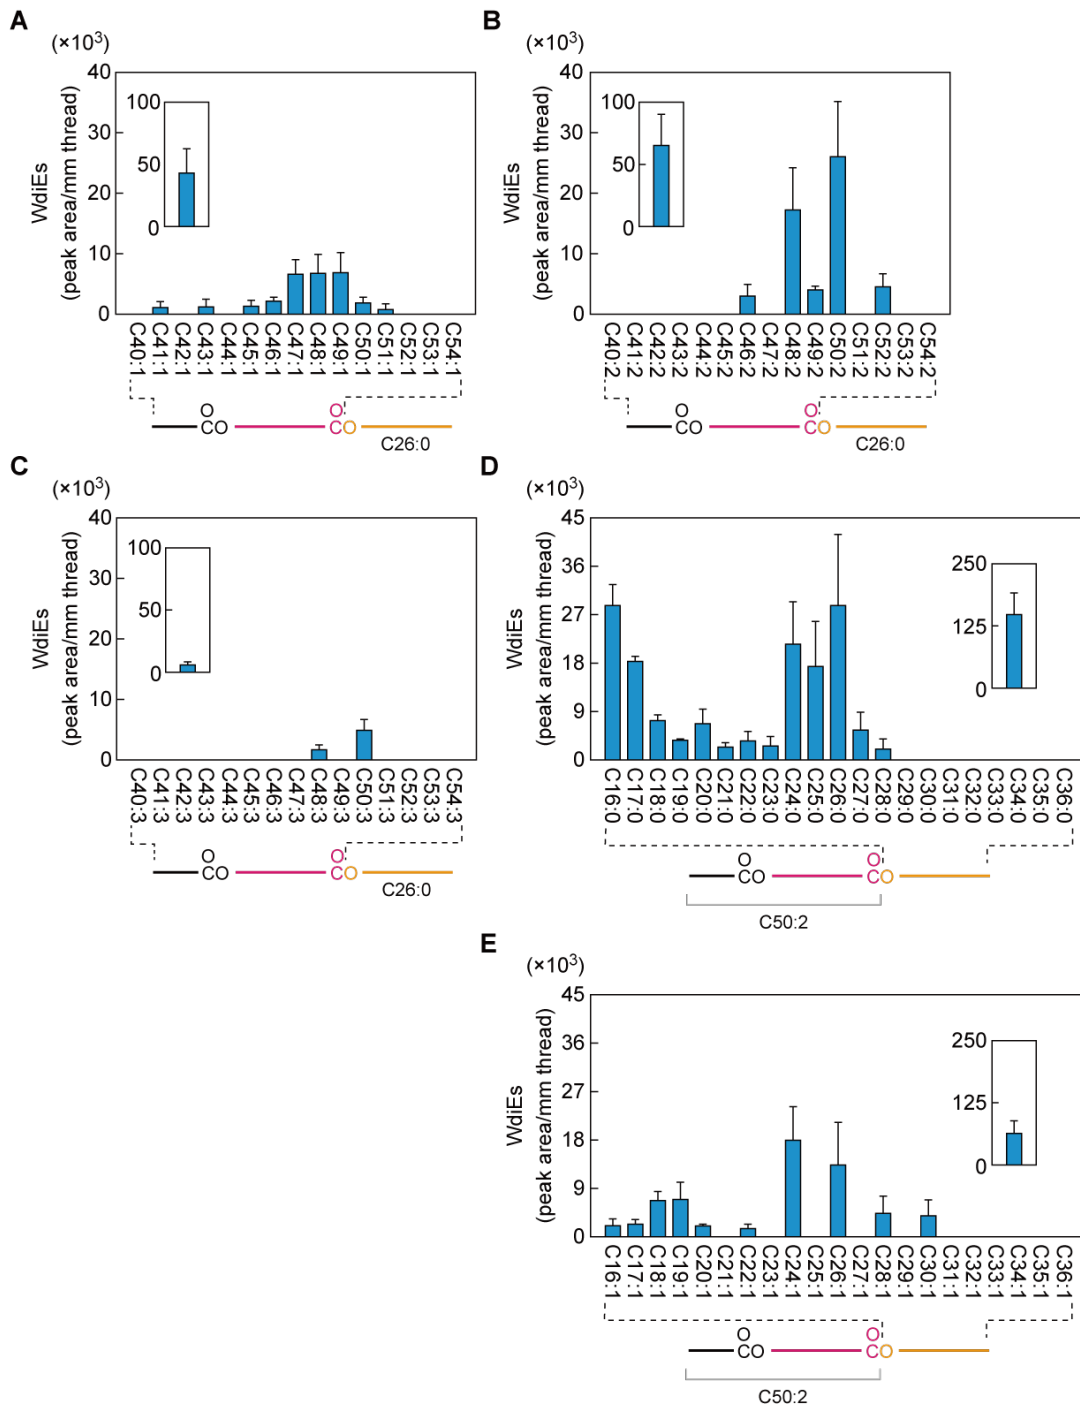 A
(×10³)
WdiEs
(peak area/mm thread)
40
30
20
10
0
100
50
0
C40:1
C41:1
C42:1
C43:1
C44:1
C45:1
C46:1
C47:1
C48:1
C49:1
C50:1
C51:1
C52:1
C53:1
C54:1
O
CO
O
CO
C26:0
B
(×10³)
WdiEs
(peak area/mm thread)
40
30
20
10
0
100
50
0
C40:2
C41:2
C42:2
C43:2
C44:2
C45:2
C46:2
C47:2
C48:2
C49:2
C50:2
C51:2
C52:2
C53:2
C54:2
O
CO
O
CO
C26:0
C
(×10³)
WdiEs
(peak area/mm thread)
40
30
20
10
0
100
50
0
C40:3
C41:3
C42:3
C43:3
C44:3
C45:3
C46:3
C47:3
C48:3
C49:3
C50:3
C51:3
C52:3
C53:3
C54:3
O
CO
O
CO
C26:0
D
(×10³)
WdiEs
(peak area/mm thread)
45
36
27
18
9
0
250
125
0
C16:0
C17:0
C18:0
C19:0
C20:0
C21:0
C22:0
C23:0
C24:0
C25:0
C26:0
C27:0
C28:0
C29:0
C30:0
C31:0
C32:0
C33:0
C34:0
C35:0
C36:0
O
CO
O
CO
C50:2
E
(×10³)
WdiEs
(peak area/mm thread)
45
36
27
18
9
0
250
125
0
C16:1
C17:1
C18:1
C19:1
C20:1
C21:1
C22:1
C23:1
C24:1
C25:1
C26:1
C27:1
C28:1
C29:1
C30:1
C31:1
C32:1
C33:1
C34:1
C35:1
C36:1
O
CO
O
CO
C50:2